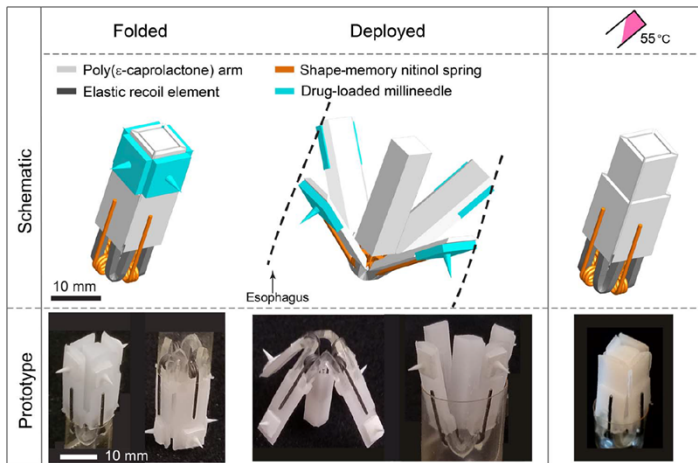 Folded
Deployed
55 °C
Poly(ε-caprolactone) arm
Shape-memory nitinol spring
Elastic recoil element
Drug-loaded millineedle
Schematic
10 mm
Esophagus
Prototype
10 mm